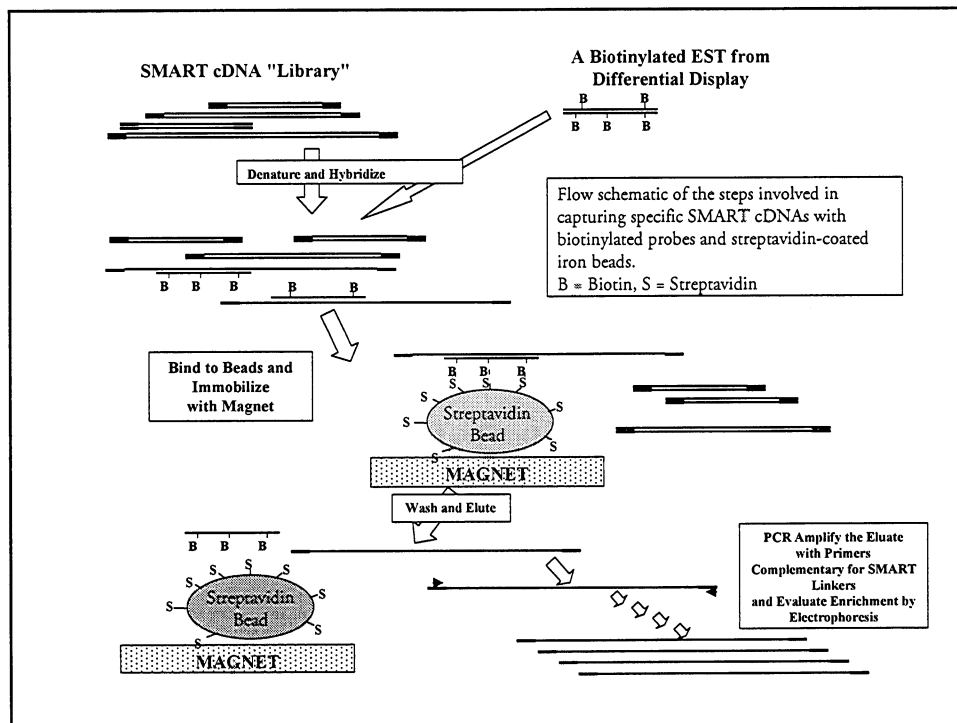 SMART cDNA "Library"
A Biotinylated EST from
Differential Display
B B
B B B
Denature and Hybridize
Flow schematic of the steps involved in
capturing specific SMART cDNAs with
biotinylated probes and streptavidin-coated
iron beads.
B = Biotin, S = Streptavidin
B B B
B B
Bind to Beads and
Immobilize
with Magnet
B B B
S S S
S S
Streptavidin
Bead
S S
S S
MAGNET
Wash and Elute
B B B
S
S S
S S
Streptavidin
Bead
S S
S S
MAGNET
PCR Amplify the Eluate
with Primers
Complementary for SMART
Linkers
and Evaluate Enrichment by
Electrophoresis